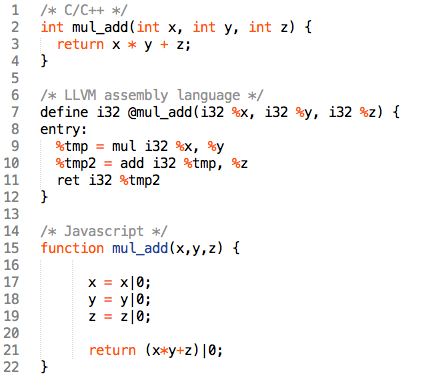 1 /* C/C++ */
2 int mul_add(int x, int y, int z) {
3   return x * y + z;
4 }
5
6 /* LLVM assembly language */
7 define i32 @mul_add(i32 %x, i32 %y, i32 %z) {
8 entry:
9   %tmp = mul i32 %x, %y
10   %tmp2 = add i32 %tmp, %z
11   ret i32 %tmp2
12 }
13
14 /* Javascript */
15 function mul_add(x,y,z) {
16
17       x = x|0;
18       y = y|0;
19       z = z|0;
20
21       return (x*y+z)|0;
22 }